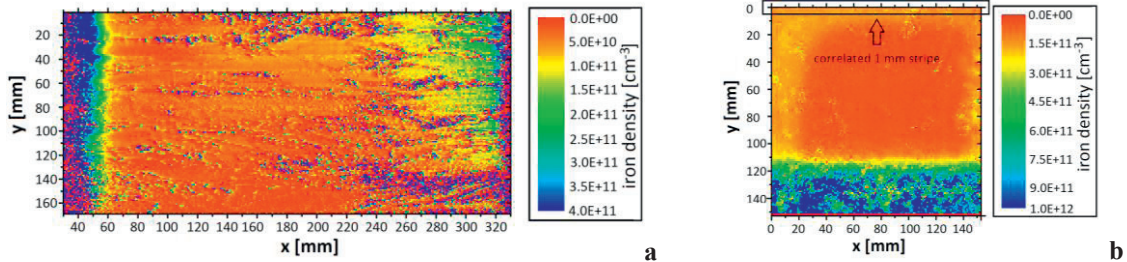 y [mm]
20
40
60
80
100
120
140
160
40 60 80 100 120 140 160 180 200 220 240 260 280 300 320
x [mm]
0.0E+00
5.0E+10
1.0E+11
1.5E+11
2.0E+11
2.5E+11
3.0E+11
3.5E+11
4.0E+11
iron density [cm⁻³]
a
y [mm]
0
20
40
60
80
100
120
140
correlated 1 mm stripe
0 20 40 60 80 100 120 140
x [mm]
0.0E+00
1.5E+11
3.0E+11
4.5E+11
6.0E+11
7.5E+11
9.0E+11
1.0E+12
iron density [cm⁻³]
b